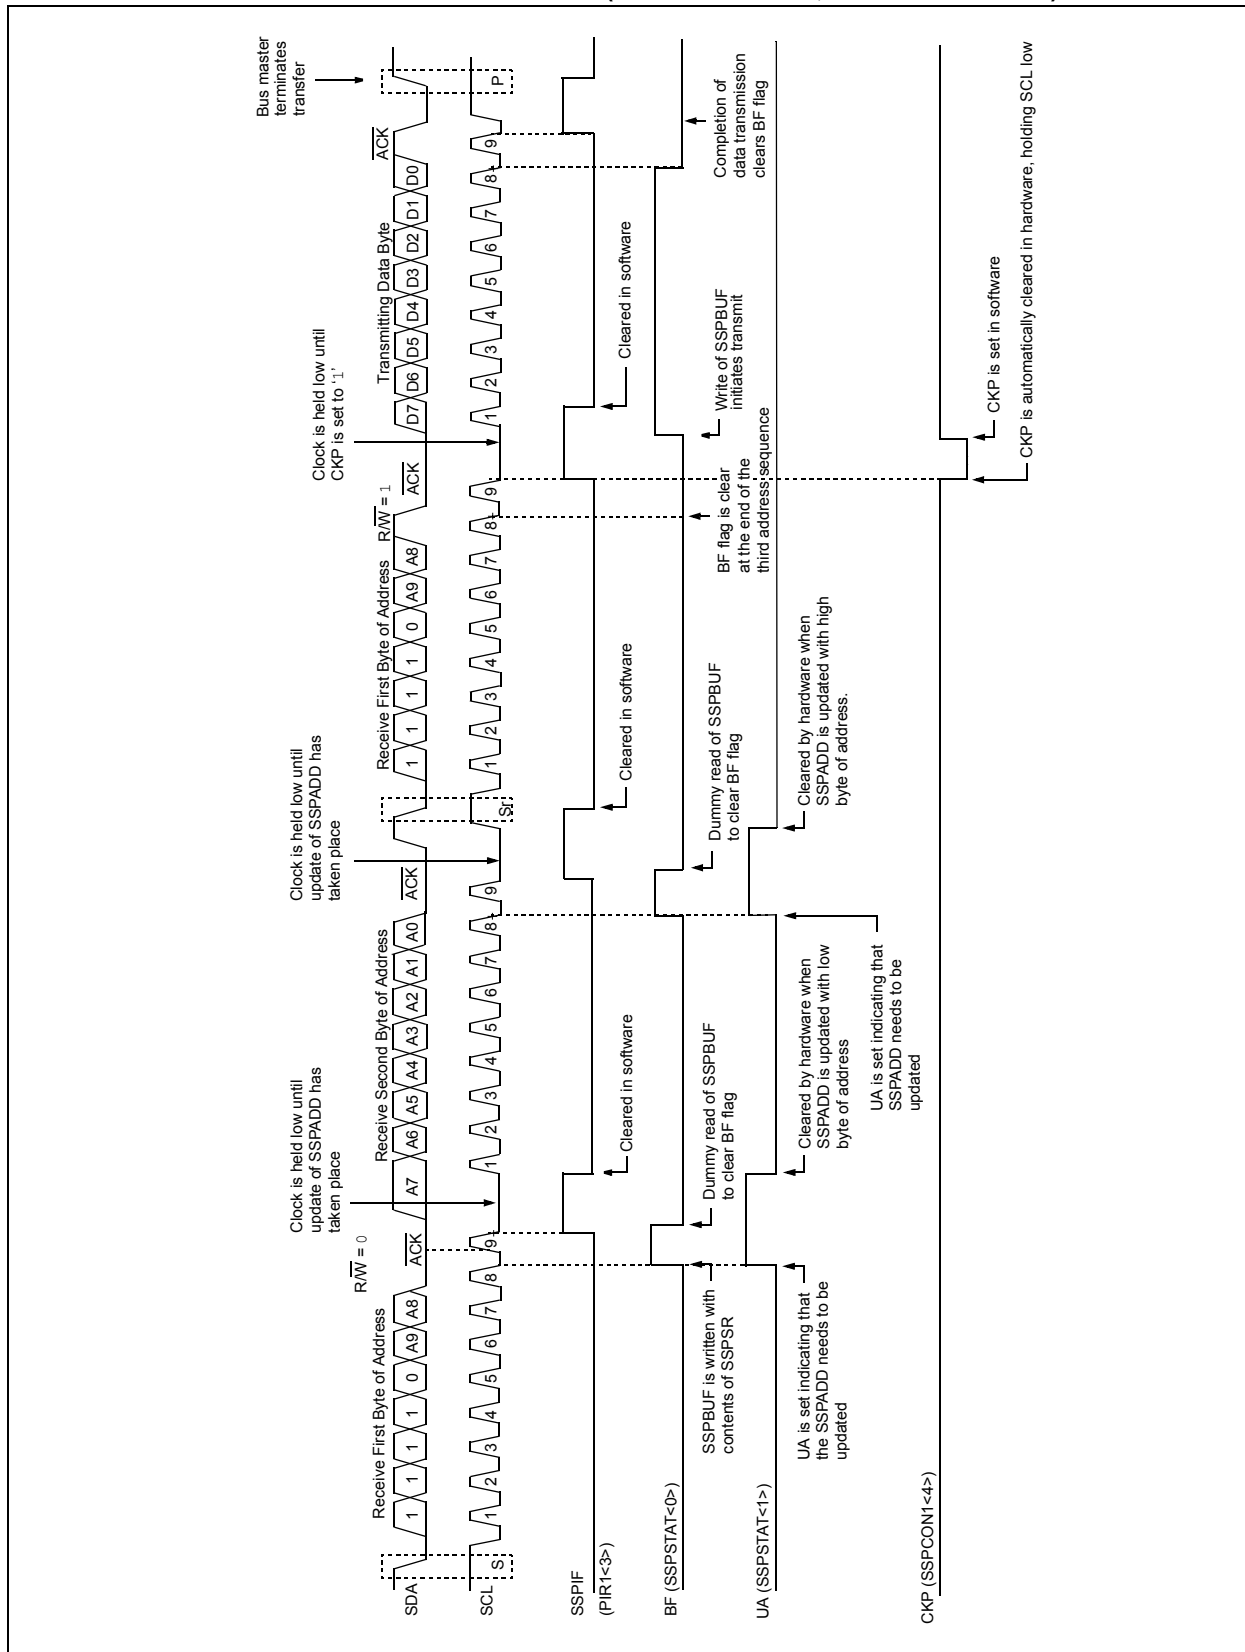 Bus master
terminates
transfer
Clock is held low until
CKP is set to ‘1’
Clock is held low until
update of SSPADD has
taken place
Clock is held low until
update of SSPADD has
taken place
R/W = 0
R/W = 1
Receive First Byte of Address
ACK
Receive Second Byte of Address
ACK
Receive First Byte of Address
ACK
Transmitting Data Byte
ACK
SDA
1 1 1 1 0 A9 A8
A7 A6 A5 A4 A3 A2 A1 A0
1 1 1 1 0 A9 A8
D7 D6 D5 D4 D3 D2 D1 D0
SCL
S
1 2 3 4 5 6 7 8 9
1 2 3 4 5 6 7 8 9
Sr
1 2 3 4 5 6 7 8 9
1 2 3 4 5 6 7 8 9
P
SSPIF
(PIR1<3>)
Cleared in software
Cleared in software
Cleared in software
BF (SSPSTAT<0>)
SSPBUF is written with
contents of SSPSR
Dummy read of SSPBUF
to clear BF flag
Dummy read of SSPBUF
to clear BF flag
BF flag is clear
at the end of the
third address sequence
Write of SSPBUF
initiates transmit
Completion of
data transmission
clears BF flag
UA (SSPSTAT<1>)
UA is set indicating that
the SSPADD needs to be
updated
Cleared by hardware when
SSPADD is updated with low
byte of address
UA is set indicating that
SSPADD needs to be
updated
Cleared by hardware when
SSPADD is updated with high
byte of address.
CKP (SSPCON1<4>)
CKP is set in software
CKP is automatically cleared in hardware, holding SCL low